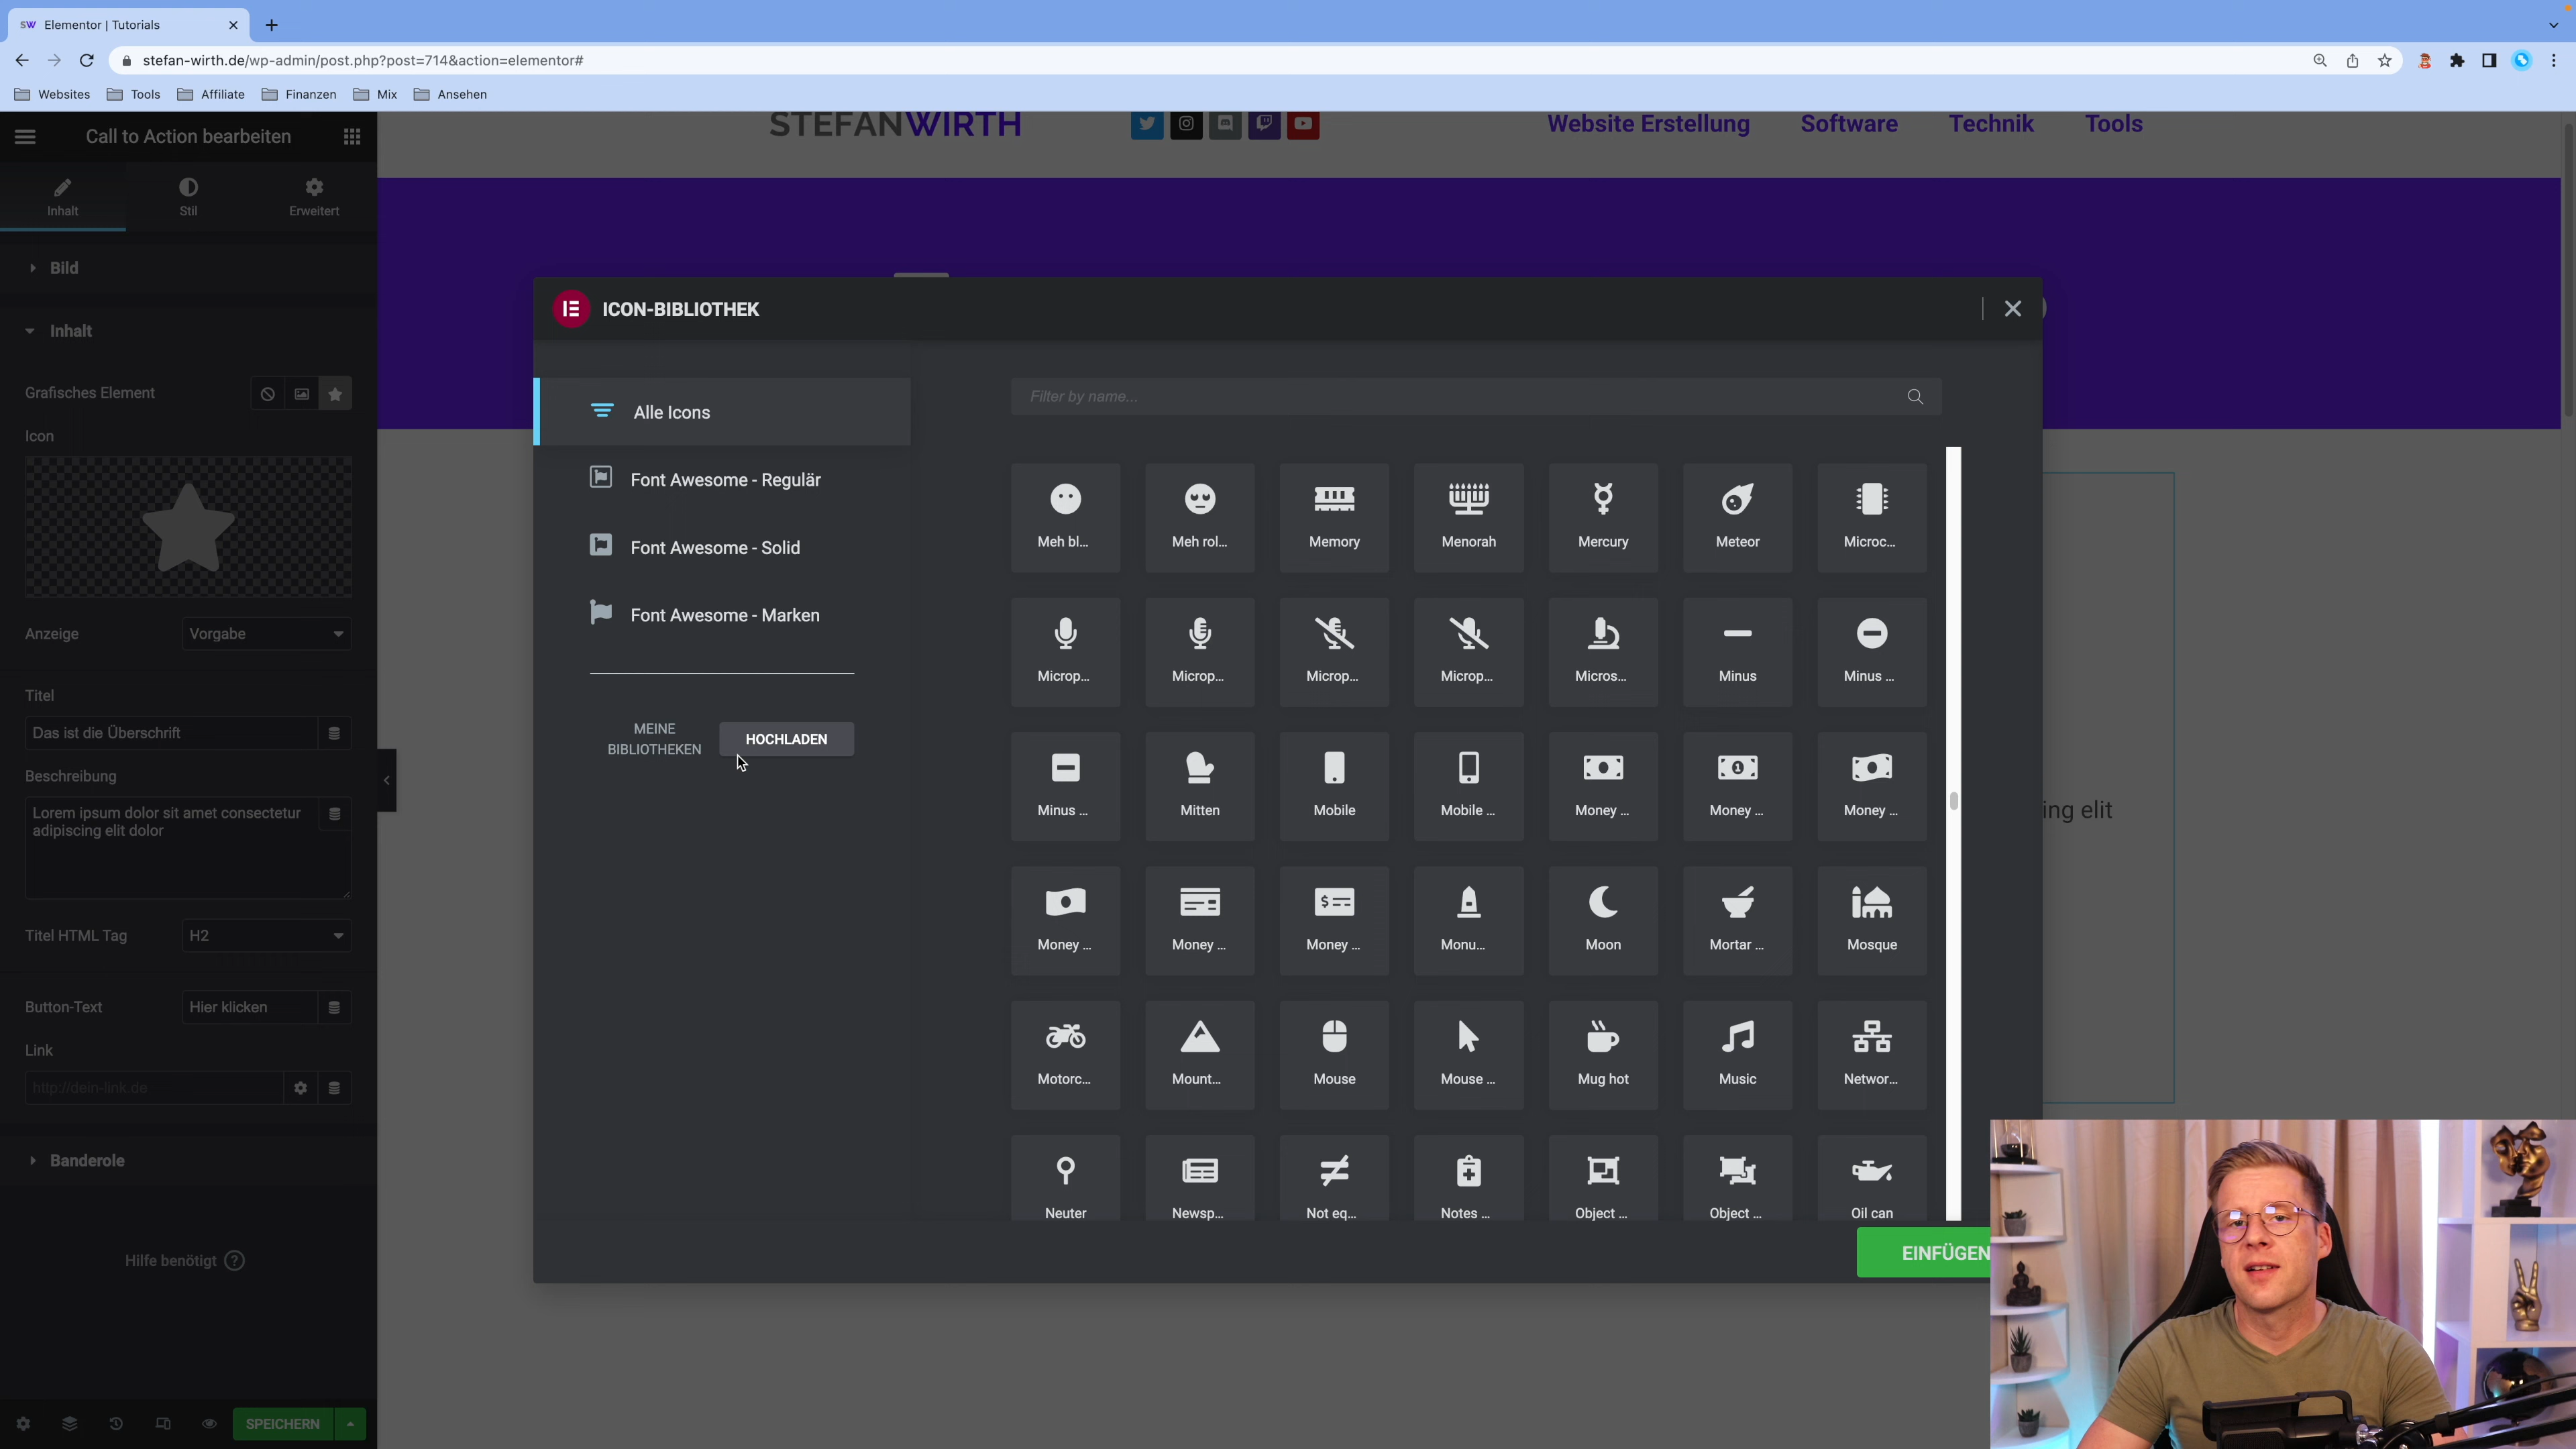 SW Elementor | Tutorials
stefan-wirth.de/wp-admin/post.php?post=714&action=elementor#
Websites Tools Affiliate Finanzen Mix Ansehen
Call to Action bearbeiten
STEFANWIRTH
Website Erstellung Software Technik Tools
Inhalt Stil Erweitert
Bild
Inhalt
Grafisches Element
Icon
Anzeige Vorgabe
Titel
Das ist die Überschrift
Beschreibung
Lorem ipsum dolor sit amet consectetur
adipiscing elit dolor
Titel HTML Tag H2
Button-Text Hier klicken
Link
http://dein-link.de
Banderole
Hilfe benötigt ?
SPEICHERN
ICON-BIBLIOTHEK
Alle Icons
Font Awesome - Regulär
Font Awesome - Solid
Font Awesome - Marken
MEINE
BIBLIOTHEKEN
HOCHLADEN
Filter by name...
Meh bl... Meh rol... Memory Menorah Mercury Meteor Microc...
Microp... Microp... Microp... Microp... Micros... Minus Minus ...
Minus ... Mitten Mobile Mobile ... Money ... Money ... Money ...
Money ... Money ... Money ... Monu... Moon Mortar ... Mosque
Motorc... Mount... Mouse Mouse ... Mug hot Music Networ...
Neuter Newsp... Not eq... Notes ... Object ... Object ... Oil can
EINFÜGEN
ing elit